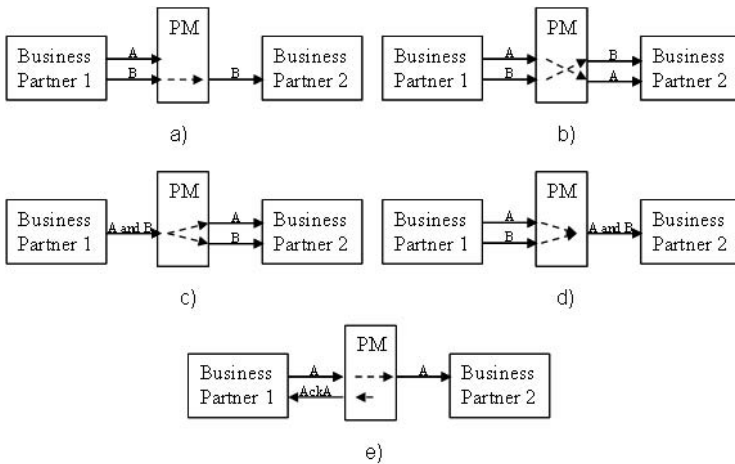 PM
Business
Partner 1
A
B
B
Business
Partner 2
a)
PM
Business
Partner 1
A
B
B
A
Business
Partner 2
b)
PM
Business
Partner 1
A and B
A
B
Business
Partner 2
c)
PM
Business
Partner 1
A
B
A and B
Business
Partner 2
d)
PM
Business
Partner 1
A
AckA
A
Business
Partner 2
e)